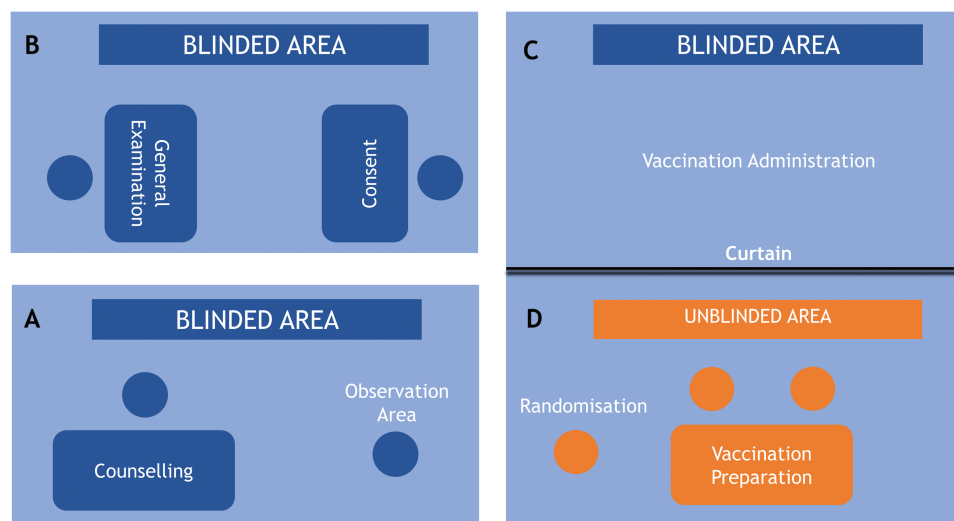 B
BLINDED AREA
General
Examination
Consent
C
BLINDED AREA
Vaccination Administration
Curtain
A
BLINDED AREA
Observation
Area
Counselling
D
UNBLINDED AREA
Randomisation
Vaccination
Preparation